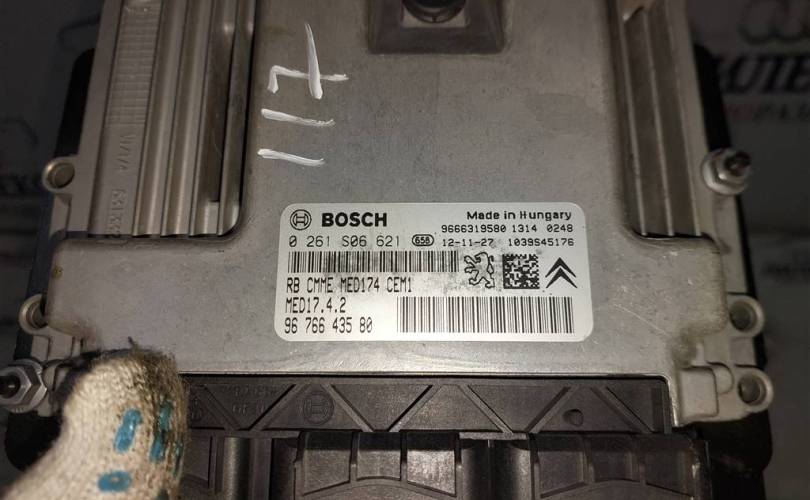 117
BOSCH
Made in Hungary
9666319580 1314 0248
0 261 S06 621 656 12-11-27 1039S45176
RB CMME MED174 CEM1
MED17.4.2
96 766 435 80